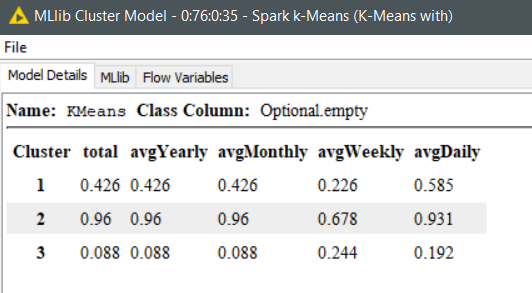 MLlib Cluster Model - 0:76:0:35 - Spark k-Means (K-Means with)
File
Model Details MLlib Flow Variables
Name: KMeans Class Column: Optional.empty
Cluster total avgYearly avgMonthly avgWeekly avgDaily
1 0.426 0.426 0.426 0.226 0.585
2 0.96 0.96 0.96 0.678 0.931
3 0.088 0.088 0.088 0.244 0.192